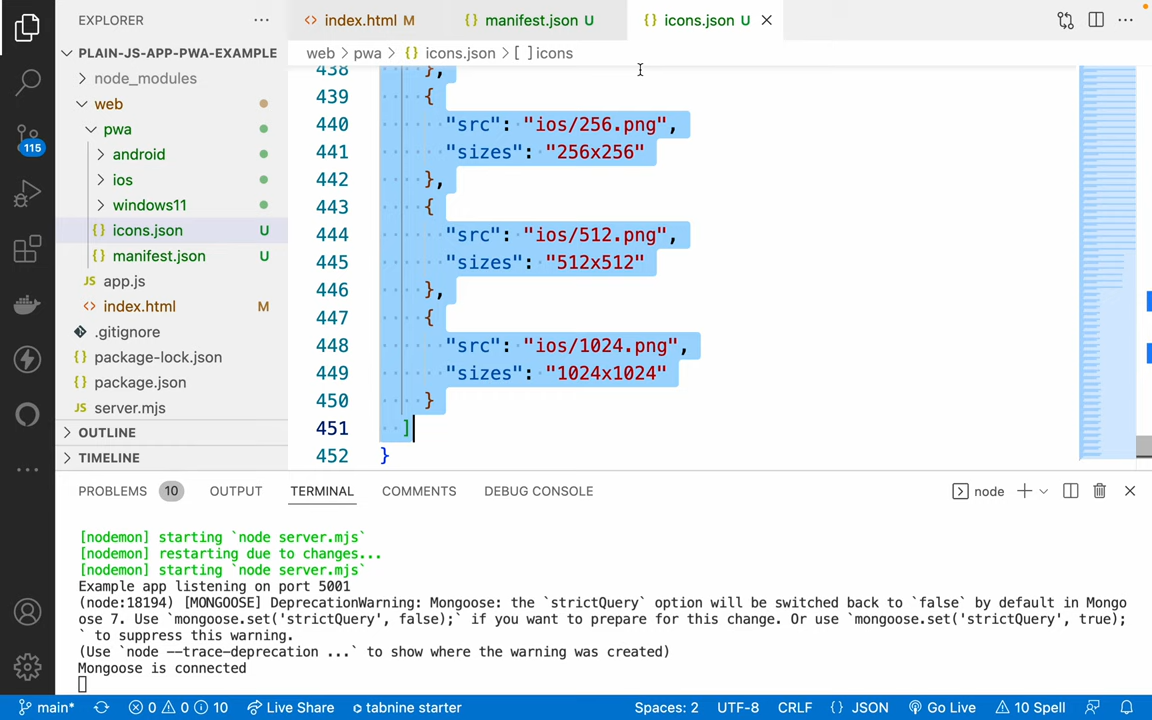 EXPLORER
PLAIN-JS-APP-PWA-EXAMPLE
node_modules
web
pwa
android
ios
windows11
{} icons.json U
{} manifest.json U
JS app.js
<> index.html M
.gitignore
{} package-lock.json
{} package.json
JS server.mjs
OUTLINE
TIMELINE
115
<> index.html M
{} manifest.json U
{} icons.json U
web > pwa > {} icons.json > [ ] icons
438 },
439 {
440 "src": "ios/256.png",
441 "sizes": "256x256"
442 },
443 {
444 "src": "ios/512.png",
445 "sizes": "512x512"
446 },
447 {
448 "src": "ios/1024.png",
449 "sizes": "1024x1024"
450 }
451 ]
452 }
PROBLEMS 10 OUTPUT TERMINAL COMMENTS DEBUG CONSOLE
node
[nodemon] starting `node server.mjs`
[nodemon] restarting due to changes...
[nodemon] starting `node server.mjs`
Example app listening on port 5001
(node:18194) [MONGOOSE] DeprecationWarning: Mongoose: the `strictQuery` option will be switched back to `false` by default in Mongo
ose 7. Use `mongoose.set('strictQuery', false);` if you want to prepare for this change. Or use `mongoose.set('strictQuery', true);
` to suppress this warning.
(Use `node --trace-deprecation ...` to show where the warning was created)
Mongoose is connected
main* 0 0 10 Live Share tabnine starter Spaces: 2 UTF-8 CRLF {} JSON Go Live 10 Spell